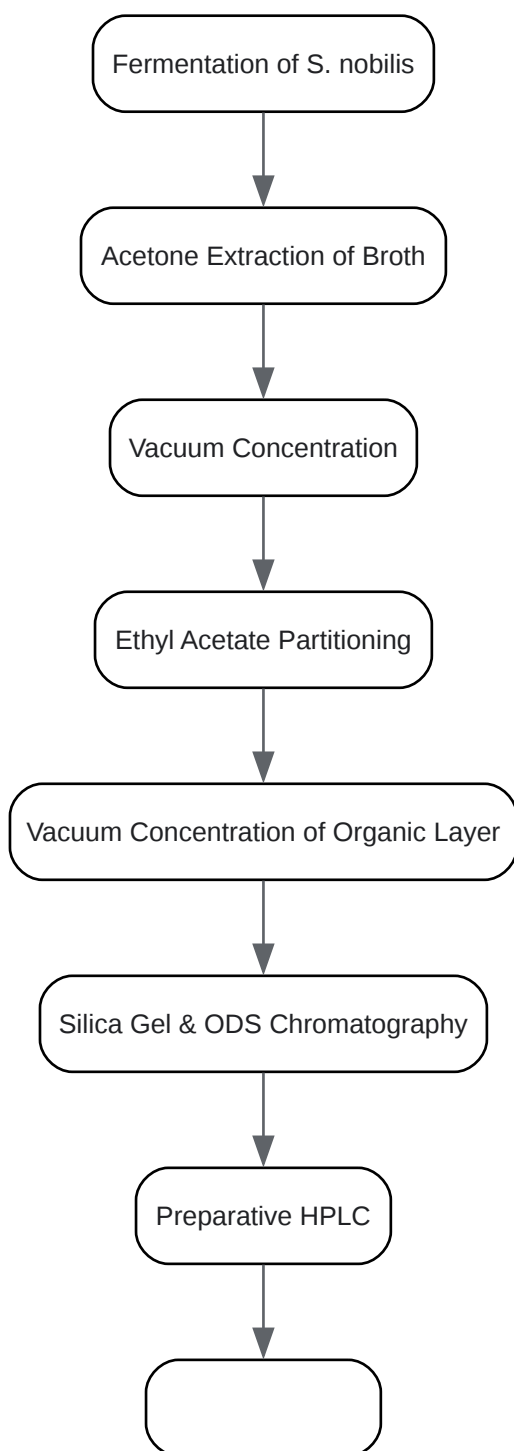 Fermentation of S. nobilis
Acetone Extraction of Broth
Vacuum Concentration
Ethyl Acetate Partitioning
Vacuum Concentration of Organic Layer
Silica Gel & ODS Chromatography
Preparative HPLC